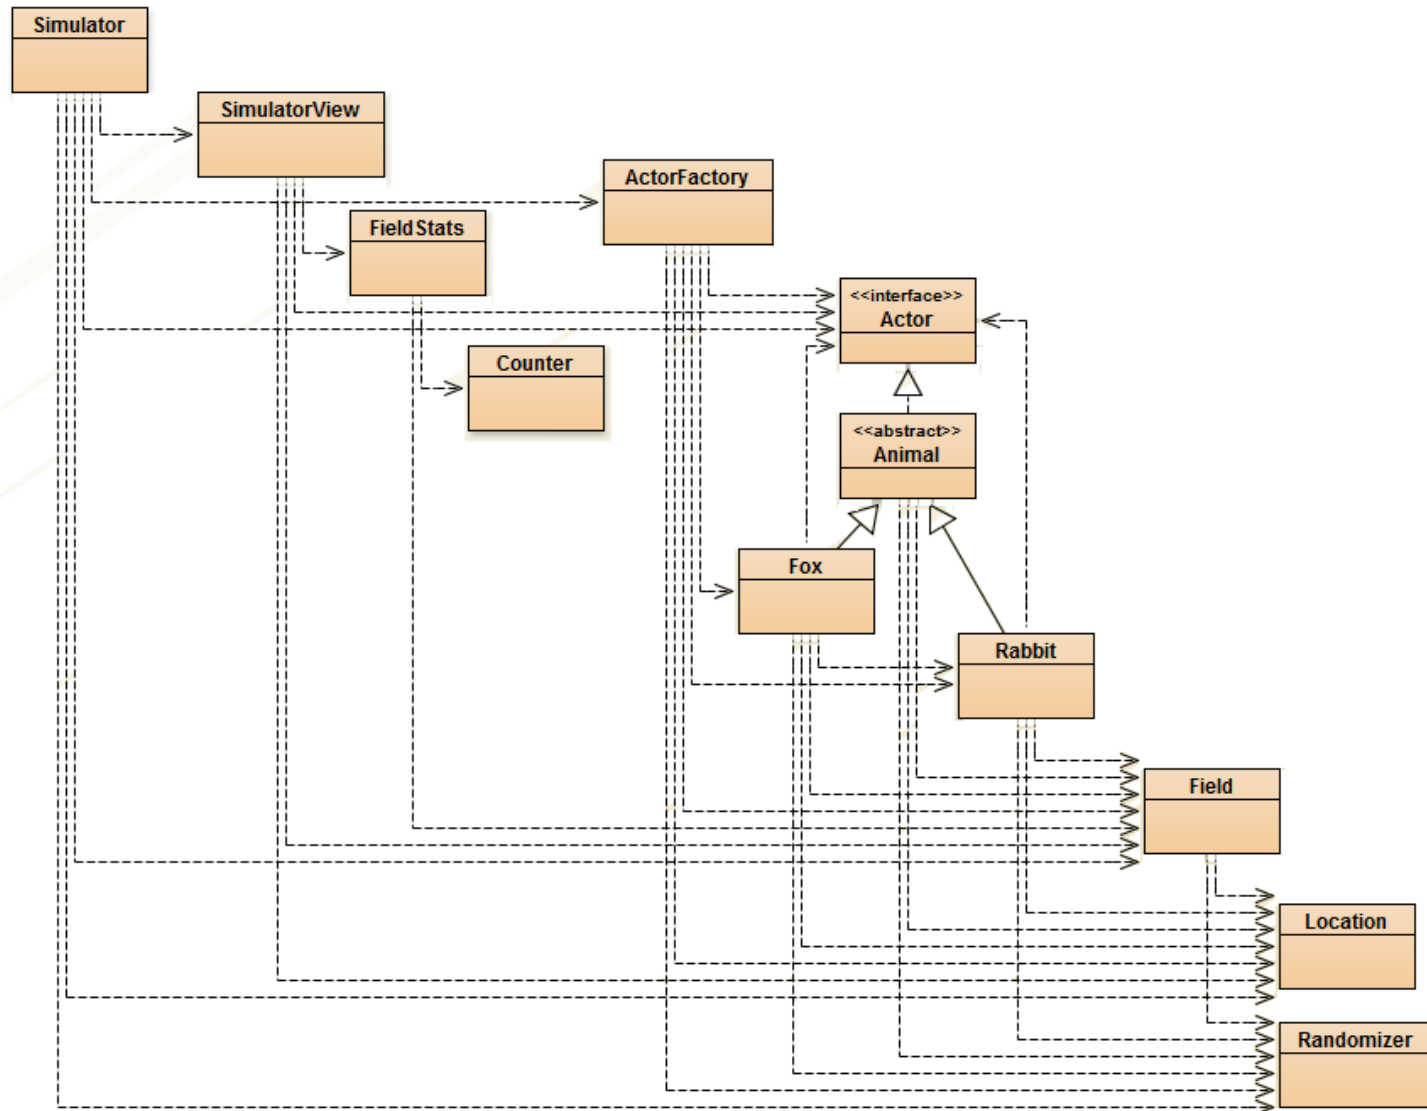 Simulator
SimulatorView
ActorFactory
FieldStats
<<interface>>
Actor
Counter
<<abstract>>
Animal
Fox
Rabbit
Field
Location
Randomizer